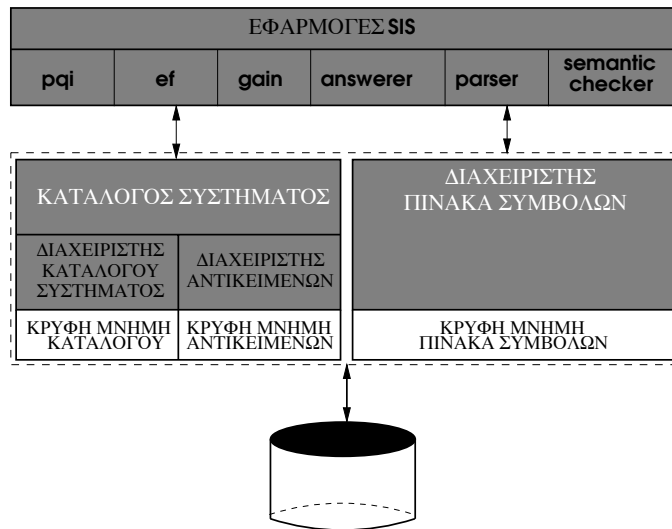 ΕΦΑΡΜΟΓΕΣ SIS
pqi ef gain answerer parser semantic checker
ΚΑΤΑΛΟΓΟΣ ΣΥΣΤΗΜΑΤΟΣ
ΔΙΑΧΕΙΡΙΣΤΗΣ
ΚΑΤΑΛΟΓΟΥ
ΣΥΣΤΗΜΑΤΟΣ
ΔΙΑΧΕΙΡΙΣΤΗΣ
ΑΝΤΙΚΕΙΜΕΝΩΝ
ΚΡΥΦΗ ΜΝΗΜΗ
ΚΑΤΑΛΟΓΟΥ
ΚΡΥΦΗ ΜΝΗΜΗ
ΑΝΤΙΚΕΙΜΕΝΩΝ
ΔΙΑΧΕΙΡΙΣΤΗΣ
ΠΙΝΑΚΑ ΣΥΜΒΟΛΩΝ
ΚΡΥΦΗ ΜΝΗΜΗ
ΠΙΝΑΚΑ ΣΥΜΒΟΛΩΝ